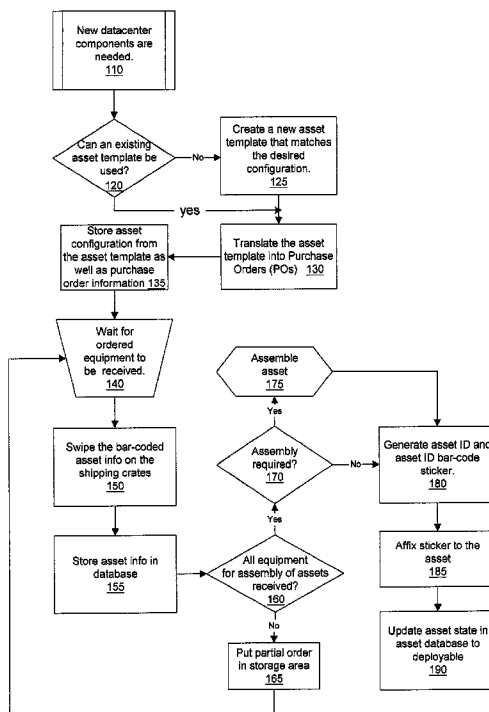 New datacenter
components are
needed.
110
Can an existing
asset template be
used?
120
No
Create a new asset
template that matches
the desired
configuration.
125
yes
Store asset
configuration from
the asset template as
well as purchase
order information 135
Translate the asset
template into Purchase
Orders (POs) 130
Wait for
ordered equipment
to be received.
140
Assemble
asset
175
Yes
Swipe the bar-coded
asset info on the
shipping crates
150
Assembly
required?
170
No
Generate asset ID and
asset ID bar-code
sticker.
180
Yes
Store asset info in
database
155
All equipment
for assembly of assets
received?
160
Affix sticker to the
asset
185
No
Put partial order
in storage area
165
Update asset state in
asset database to
deployable
190